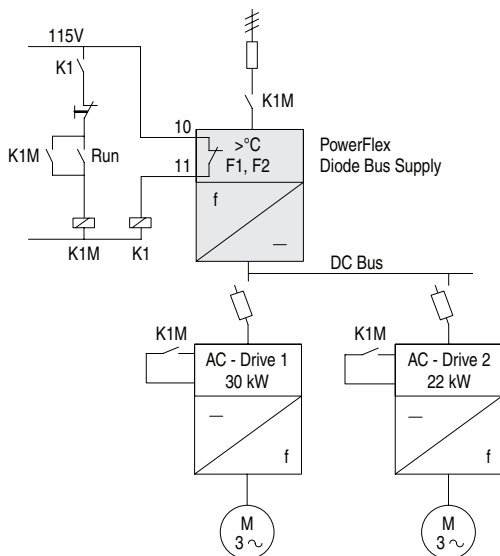 115V
K1
K1M
10
>°C
PowerFlex
K1M
Run
11
F1, F2
Diode Bus Supply
f
—
K1M
K1
DC Bus
K1M
AC - Drive 1
30 kW
K1M
AC - Drive 2
22 kW
—
f
—
f
M
3 ~
M
3 ~